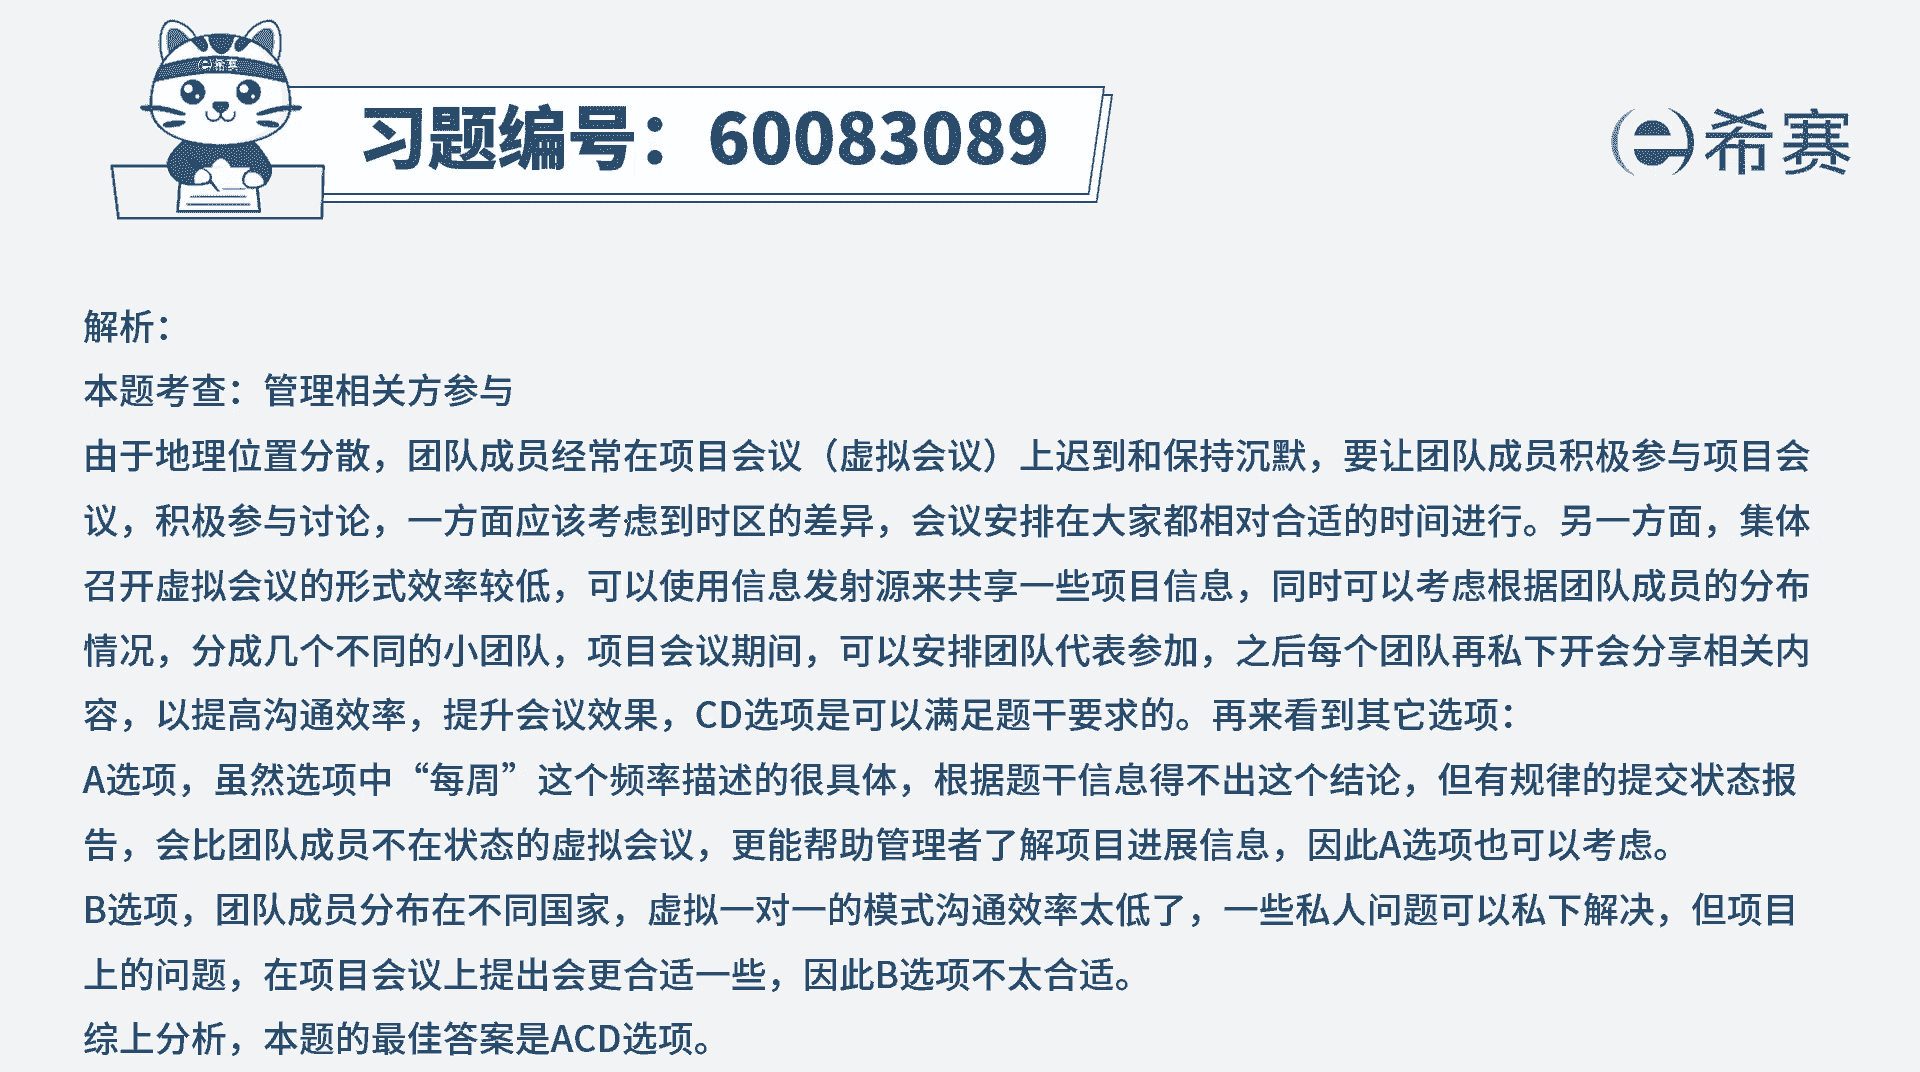 e希赛
习题编号：60083089
e希赛
解析：
本题考查：管理相关方参与
由于地理位置分散，团队成员经常在项目会议（虚拟会议）上迟到和保持沉默，要让团队成员积极参与项目会
议，积极参与讨论，一方面应该考虑到时区的差异，会议安排在大家都相对合适的时间进行。另一方面，集体
召开虚拟会议的形式效率较低，可以使用信息发射源来共享一些项目信息，同时可以考虑根据团队成员的分布
情况，分成几个不同的小团队，项目会议期间，可以安排团队代表参加，之后每个团队再私下开会分享相关内
容，以提高沟通效率，提升会议效果，CD选项是可以满足题干要求的。再来看到其它选项：
A选项，虽然选项中“每周”这个频率描述的很具体，根据题干信息得不出这个结论，但有规律的提交状态报
告，会比团队成员不在状态的虚拟会议，更能帮助管理者了解项目进展信息，因此A选项也可以考虑。
B选项，团队成员分布在不同国家，虚拟一对一的模式沟通效率太低了，一些私人问题可以私下解决，但项目
上的问题，在项目会议上提出会更合适一些，因此B选项不太合适。
综上分析，本题的最佳答案是ACD选项。